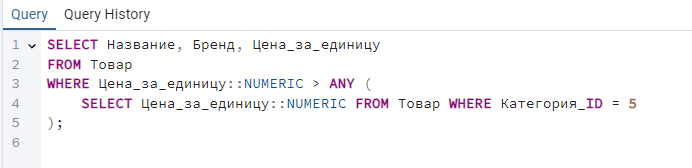 Query Query History
1 SELECT Название, Бренд, Цена_за_единицу
2 FROM Товар
3 WHERE Цена_за_единицу::NUMERIC > ANY (
4 SELECT Цена_за_единицу::NUMERIC FROM Товар WHERE Категория_ID = 5
5 );
6